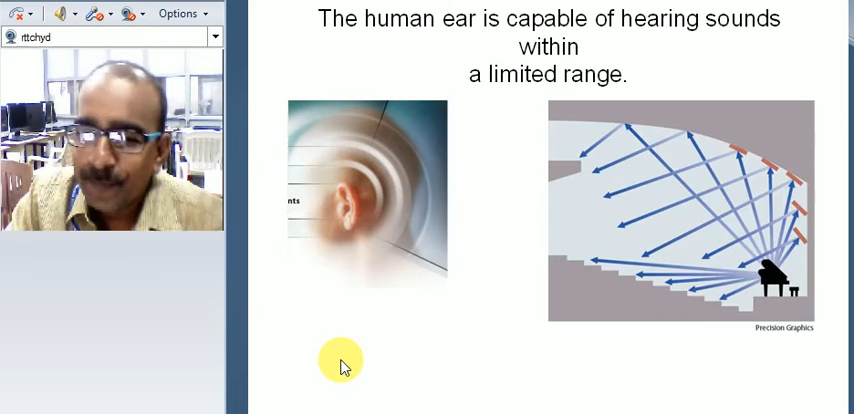 Options
rttchyd
The human ear is capable of hearing sounds
within
a limited range.
nts
Precision Graphics